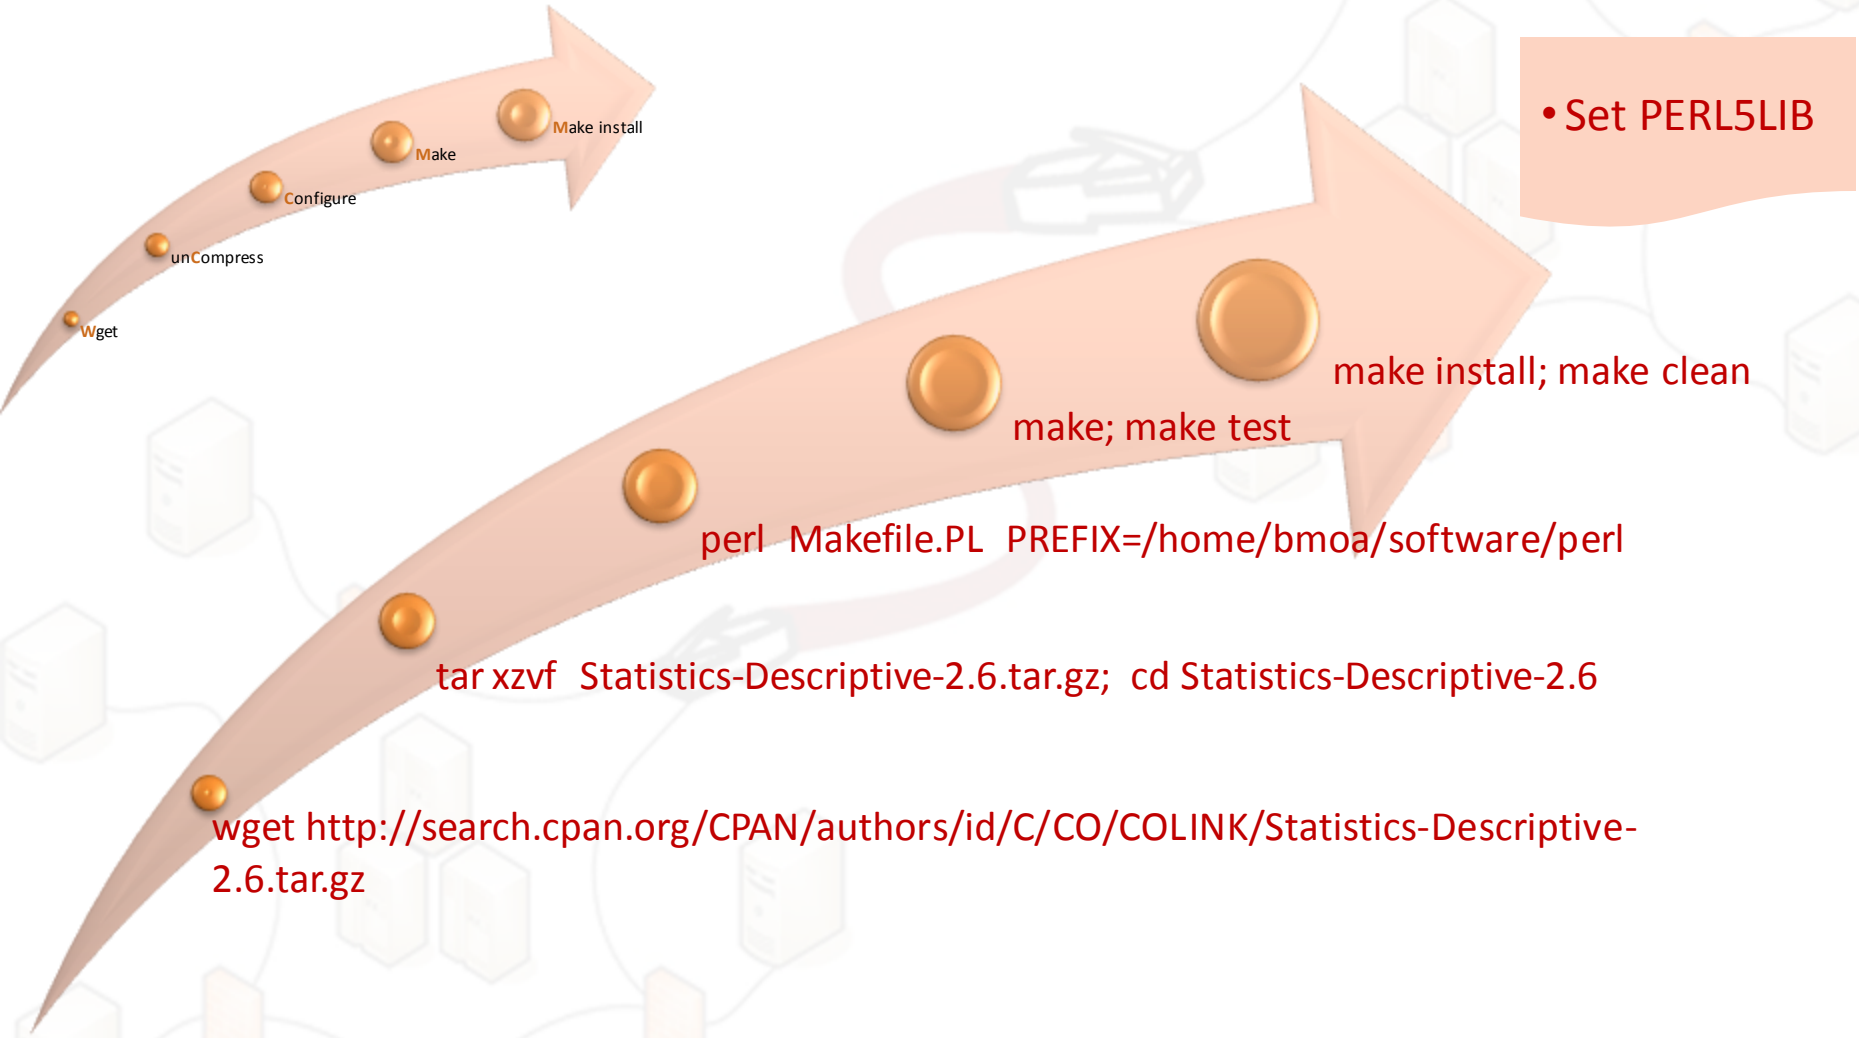 Make install
Make
Configure
unCompress
Wget
• Set PERL5LIB
make install; make clean
make; make test
perl  Makefile.PL  PREFIX=/home/bmoa/software/perl
tar xzvf  Statistics-Descriptive-2.6.tar.gz;  cd Statistics-Descriptive-2.6
wget http://search.cpan.org/CPAN/authors/id/C/CO/COLINK/Statistics-Descriptive-
2.6.tar.gz